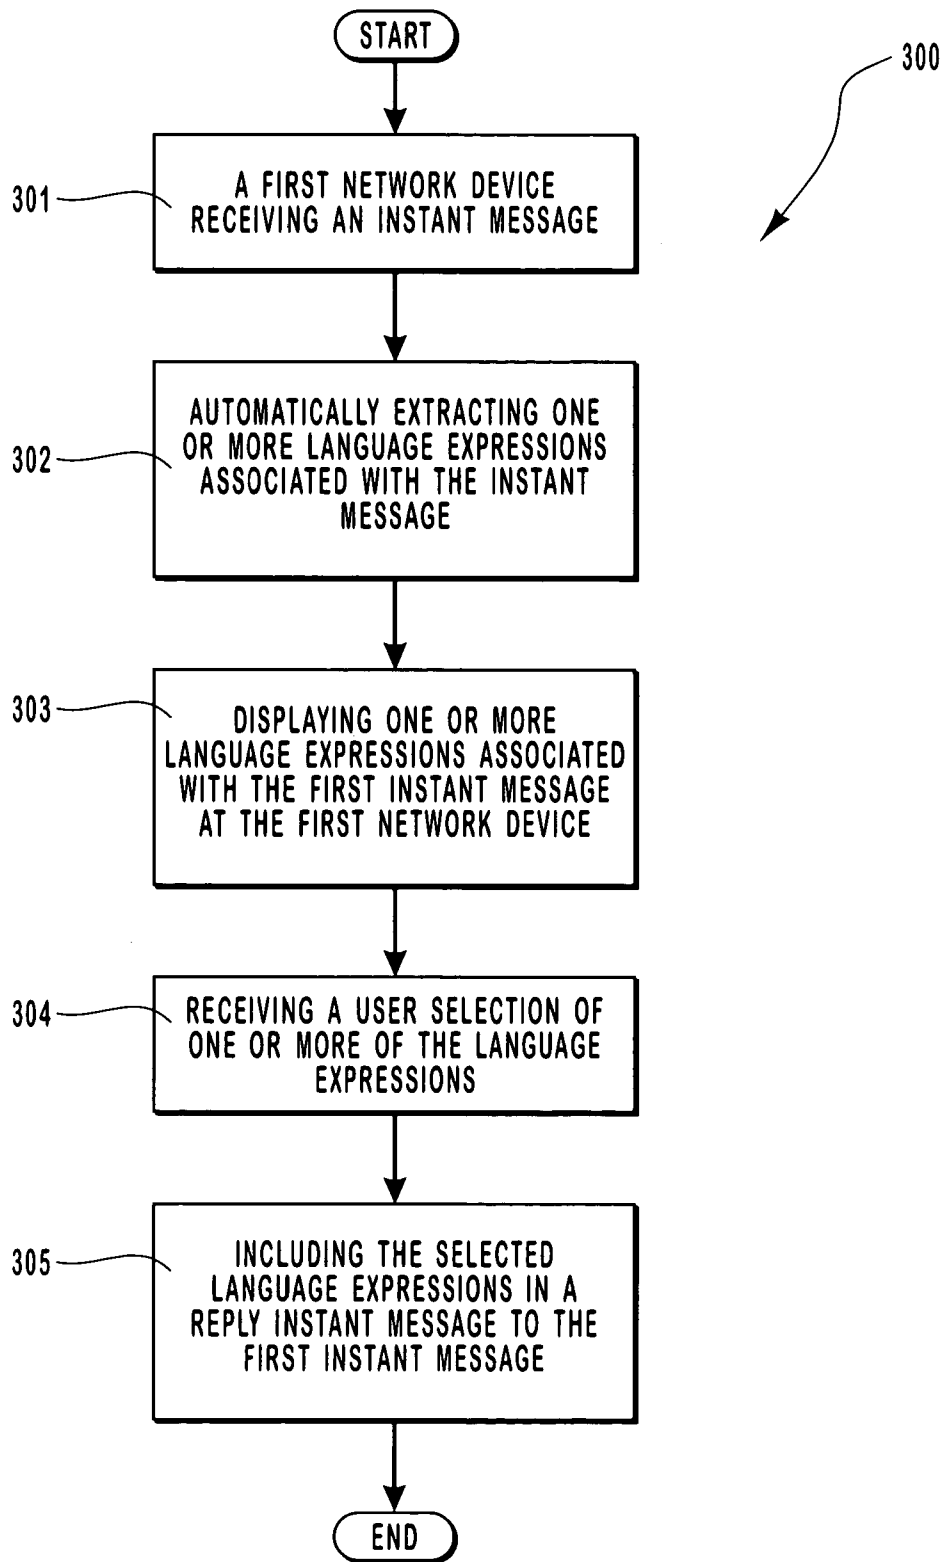 START
300
301
A FIRST NETWORK DEVICE
RECEIVING AN INSTANT MESSAGE
302
AUTOMATICALLY EXTRACTING ONE
OR MORE LANGUAGE EXPRESSIONS
ASSOCIATED WITH THE INSTANT
MESSAGE
303
DISPLAYING ONE OR MORE
LANGUAGE EXPRESSIONS ASSOCIATED
WITH THE FIRST INSTANT MESSAGE
AT THE FIRST NETWORK DEVICE
304
RECEIVING A USER SELECTION OF
ONE OR MORE OF THE LANGUAGE
EXPRESSIONS
305
INCLUDING THE SELECTED
LANGUAGE EXPRESSIONS IN A
REPLY INSTANT MESSAGE TO THE
FIRST INSTANT MESSAGE
END